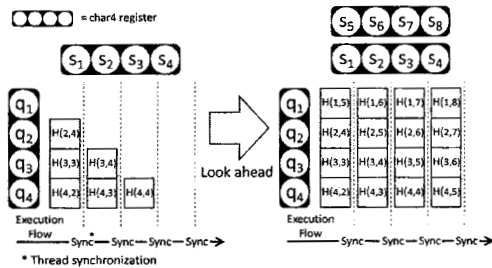 = char4 register
S5 S6 S7 S8
S1 S2 S3 S4
S1 S2 S3 S4
q1
q2 H(2,4)
q3 H(3,3) H(3,4)
q4 H(4,2) H(4,3) H(4,4)
Execution
Flow
Sync* Sync Sync Sync
* Thread synchronization
Look ahead
q1 H(1,5) H(1,6) H(1,7) H(1,8)
q2 H(2,4) H(2,5) H(2,6) H(2,7)
q3 H(3,3) H(3,4) H(3,5) H(3,6)
q4 H(4,2) H(4,3) H(4,4) H(4,5)
Execution
Flow
Sync Sync Sync Sync